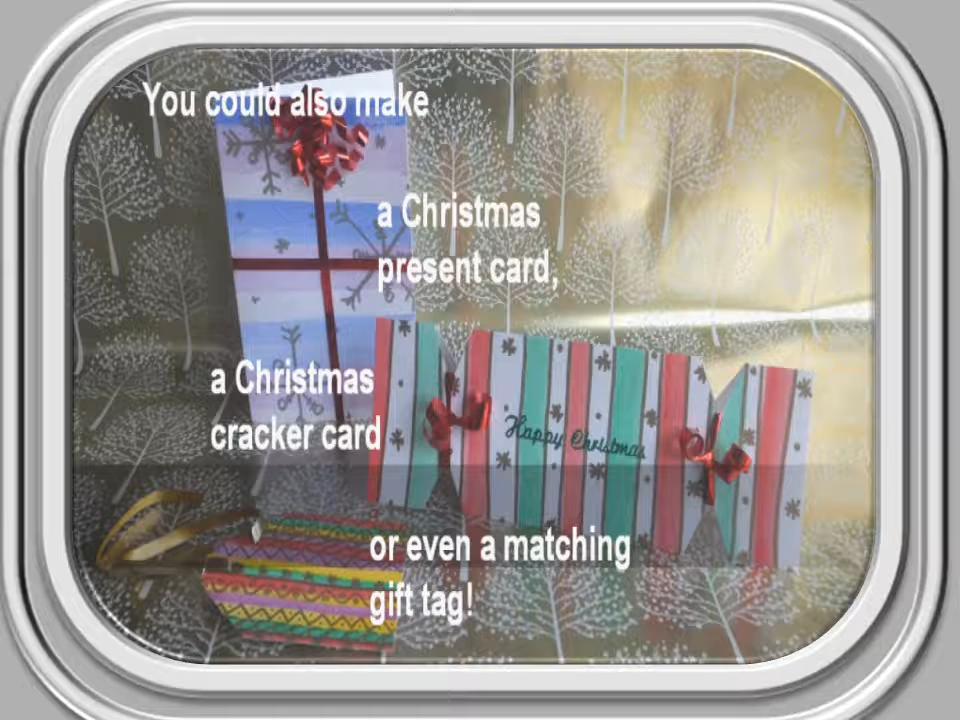 You could also make
a Christmas
present card,
a Christmas
cracker card
Happy Christmas
or even a matching
gift tag!